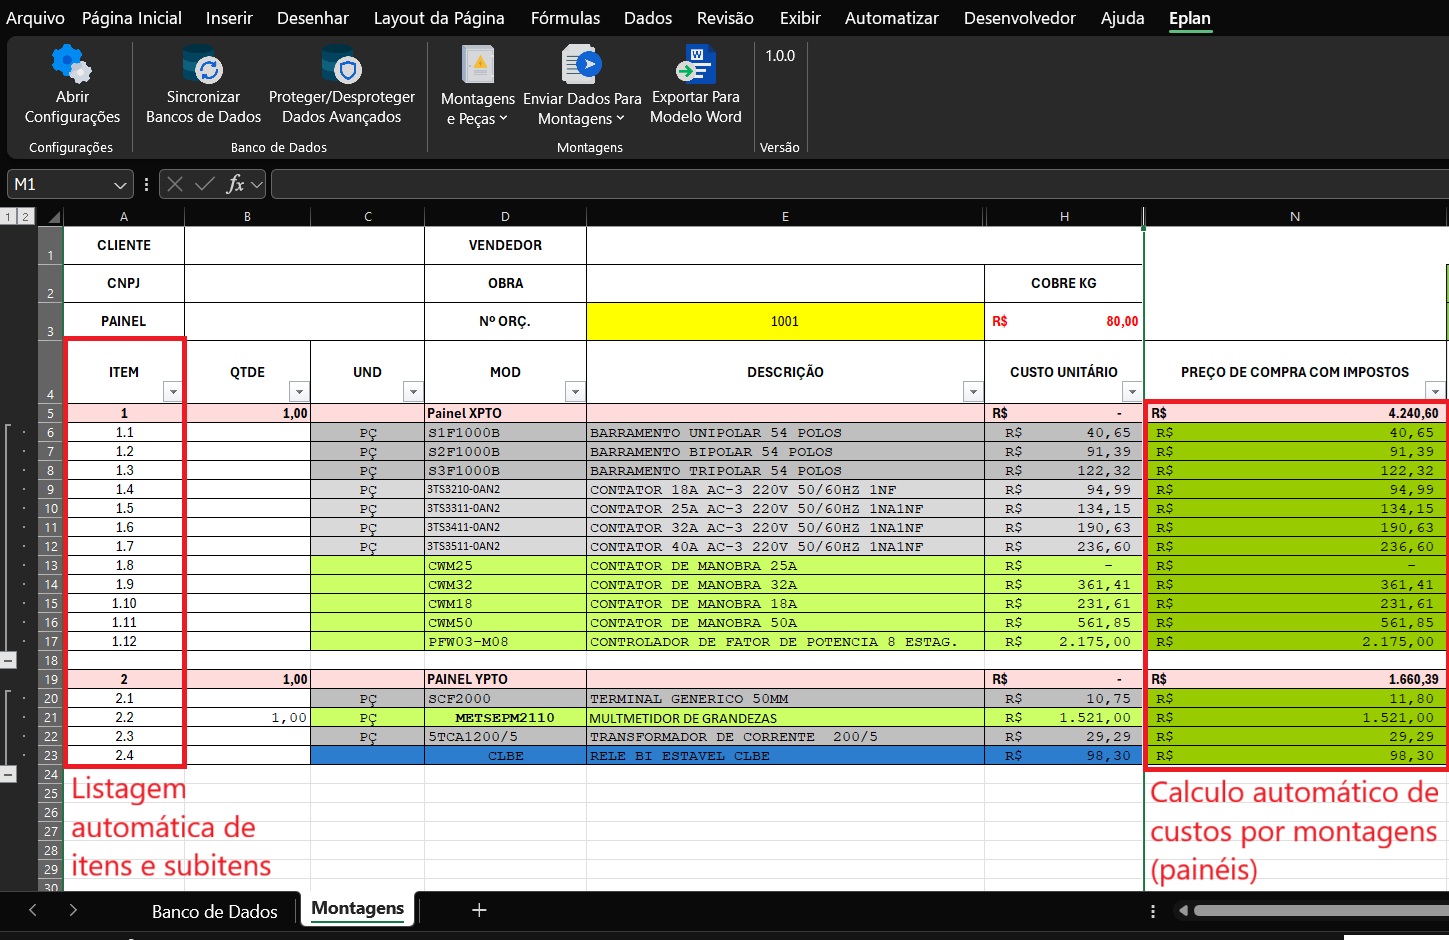 Arquivo Página Inicial Inserir Desenhar Layout da Página Fórmulas Dados Revisão Exibir Automatizar Desenvolvedor Ajuda Eplan
Abrir Configurações
Sincronizar Bancos de Dados
Proteger/Desproteger Dados Avançados
Montagens e Peças
Enviar Dados Para Montagens
Exportar Para Modelo Word
1.0.0
Configurações Banco de Dados Montagens Versão
M1 fx
1 2 A B C D E H N
1 CLIENTE VENDEDOR
2 CNPJ OBRA COBRE KG
3 PAINEL Nº ORÇ. 1001 R$ 80,00
4 ITEM QTDE UND MOD DESCRIÇÃO CUSTO UNITÁRIO PREÇO DE COMPRA COM IMPOSTOS
5 1 1,00 Painel XPTO R$ - R$ 4.240,60
6 1.1 PÇ S1F1000B BARRAMENTO UNIPOLAR 54 POLOS R$ 40,65 R$ 40,65
7 1.2 PÇ S2F1000B BARRAMENTO BIPOLAR 54 POLOS R$ 91,39 R$ 91,39
8 1.3 PÇ S3F1000B BARRAMENTO TRIPOLAR 54 POLOS R$ 122,32 R$ 122,32
9 1.4 PÇ 3TS3210-0AN2 CONTATOR 18A AC-3 220V 50/60HZ 1NF R$ 94,99 R$ 94,99
10 1.5 PÇ 3TS3311-0AN2 CONTATOR 25A AC-3 220V 50/60HZ 1NA1NF R$ 134,15 R$ 134,15
11 1.6 PÇ 3TS3411-0AN2 CONTATOR 32A AC-3 220V 50/60HZ 1NA1NF R$ 190,63 R$ 190,63
12 1.7 PÇ 3TS3511-0AN2 CONTATOR 40A AC-3 220V 50/60HZ 1NA1NF R$ 236,60 R$ 236,60
13 1.8 CWM25 CONTATOR DE MANOBRA 25A R$ - R$ -
14 1.9 CWM32 CONTATOR DE MANOBRA 32A R$ 361,41 R$ 361,41
15 1.10 CWM18 CONTATOR DE MANOBRA 18A R$ 231,61 R$ 231,61
16 1.11 CWM50 CONTATOR DE MANOBRA 50A R$ 561,85 R$ 561,85
17 1.12 PFW03-M08 CONTROLADOR DE FATOR DE POTENCIA 8 ESTAG. R$ 2.175,00 R$ 2.175,00
18
19 2 1,00 PAINEL YPTO R$ - R$ 1.660,39
20 2.1 PÇ SCF2000 TERMINAL GENERICO 50MM R$ 10,75 R$ 11,80
21 2.2 1,00 PÇ METSEPM2110 MULTMETIDOR DE GRANDEZAS R$ 1.521,00 R$ 1.521,00
22 2.3 PÇ 5TCA1200/5 TRANSFORMADOR DE CORRENTE 200/5 R$ 29,29 R$ 29,29
23 2.4 CLBE RELE BI ESTAVEL CLBE R$ 98,30 R$ 98,30
24
25
26
27
28
29
30
Listagem
automática de
itens e subitens
Calculo automático de
custos por montagens
(painéis)
Banco de Dados Montagens